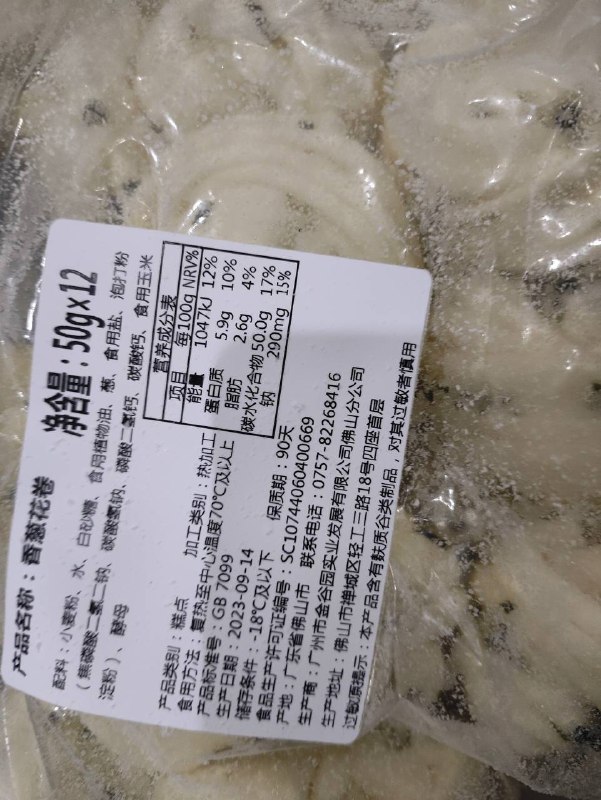 产品名称：香葱花卷
净含量：50g×12
配料：小麦粉、水、白砂糖、食用植物油、葱、食用盐、泡打粉
（焦磷酸二氢二钠、碳酸氢钠、磷酸二氢钙、碳酸钙、食用玉米
淀粉）、酵母
产品类别：糕点
加工类别：热加工
食用方法：复热至中心温度70℃及以上
产品标准号：GB 7099
生产日期：2023-09-14
保质期：90天
储存条件：-18℃及以下
食品生产许可证编号：SC10744060400669
产地：广东省佛山市 联系电话：0757-82268416
生产商：广州市金谷园实业发展有限公司佛山分公司
生产地址：佛山市禅城区轻工三路18号四座首层
过敏原提示：本产品含有麸质谷类制品，对其过敏者慎用
营养成分表
项目 每100g NRV%
能量 1047kJ 12%
蛋白质 5.9g 10%
脂肪 2.6g 4%
碳水化合物 50.0g 17%
钠 290mg 15%